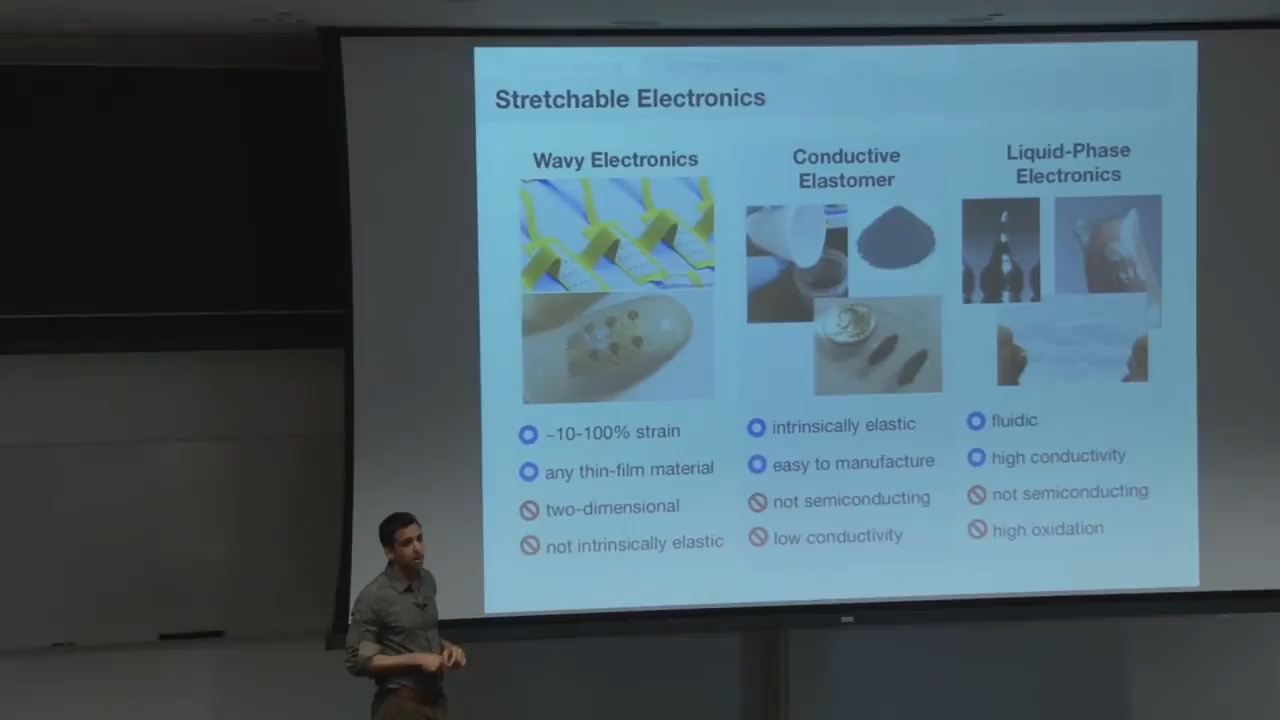 Stretchable Electronics
Wavy Electronics
~10-100% strain
any thin-film material
two-dimensional
not intrinsically elastic
Conductive
Elastomer
intrinsically elastic
easy to manufacture
not semiconducting
low conductivity
Liquid-Phase
Electronics
fluidic
high conductivity
not semiconducting
high oxidation